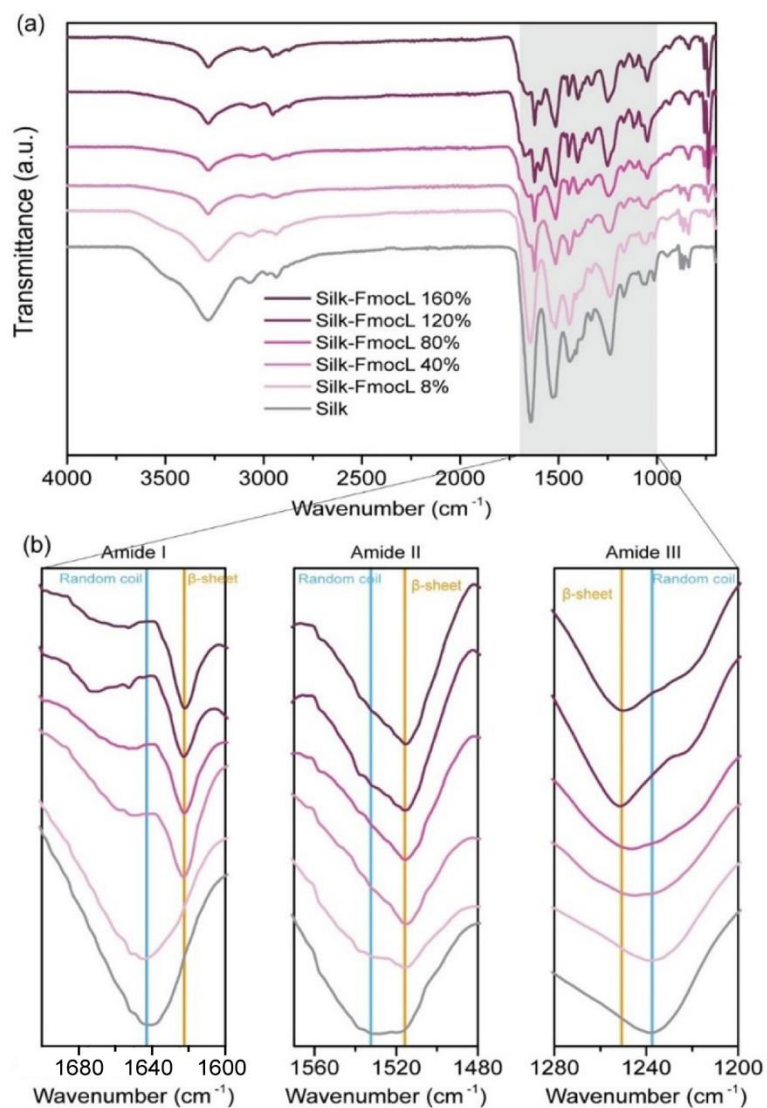 (a)
Transmittance (a.u.)
Silk-FmocL 160%
Silk-FmocL 120%
Silk-FmocL 80%
Silk-FmocL 40%
Silk-FmocL 8%
Silk
4000 3500 3000 2500 2000 1500 1000
Wavenumber (cm⁻¹)
(b)
Amide I Amide II Amide III
Random coil β-sheet Random coil β-sheet β-sheet Random coil
1680 1640 1600 1560 1520 1480 1280 1240 1200
Wavenumber (cm⁻¹) Wavenumber (cm⁻¹) Wavenumber (cm⁻¹)